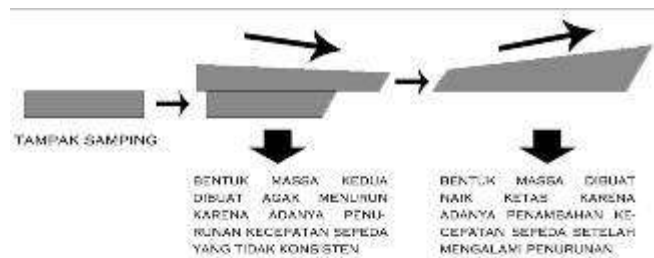 TAMPAK SAMPING
BENTUK MASSA KEDUA
DIBUAT AGAK MENURUN
KARENA ADANYA PENU-
RUNAN KECEPATAN SEPEDA
YANG TIDAK KONSISTEN
BENTUK MASSA DIBUAT
NAIK KETAS KARENA
ADANYA PENAMBAHAN KE-
CEPATAN SEPEDA SETELAH
MENGALAMI PENURUNAN